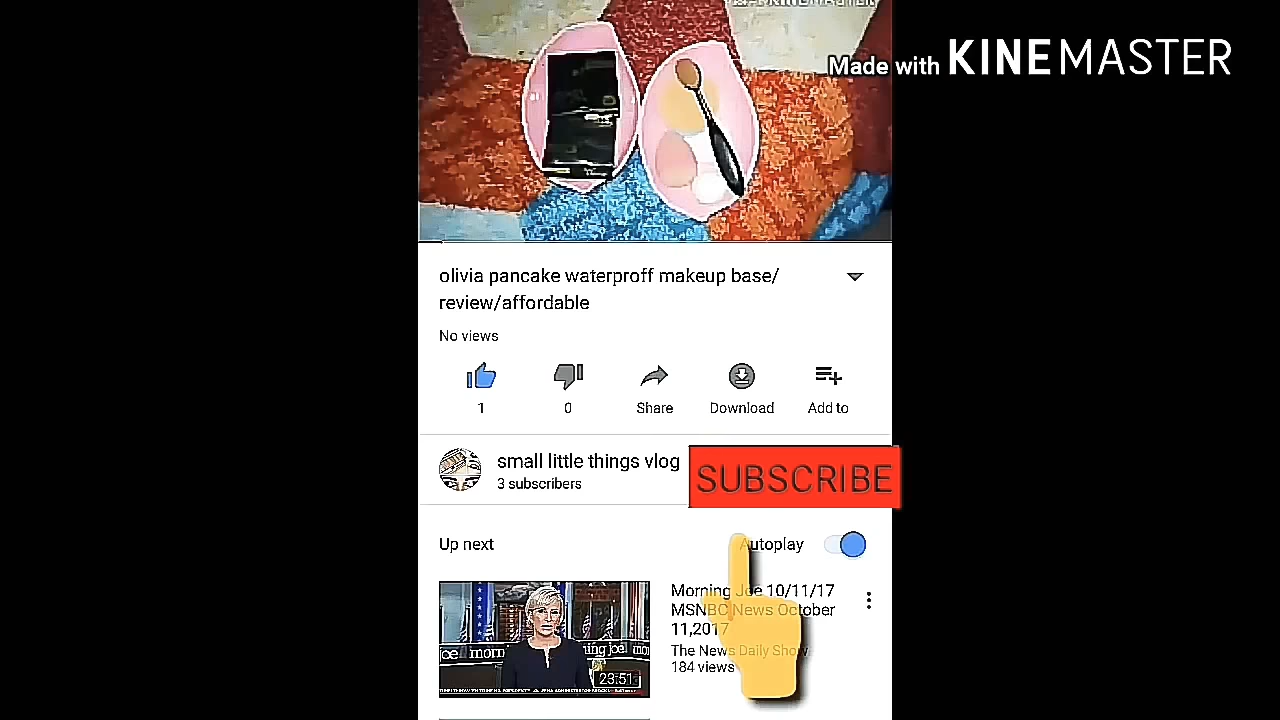 Made with KINEMASTER
olivia pancake waterproff makeup base/
review/affordable
No views
1
0
Share
Download
Add to
small little things vlog
3 subscribers
SUBSCRIBE
Up next
Autoplay
Morning Joe 10/11/17
MSNBC News October
11,2017
The News Daily Show
184 views
23:51